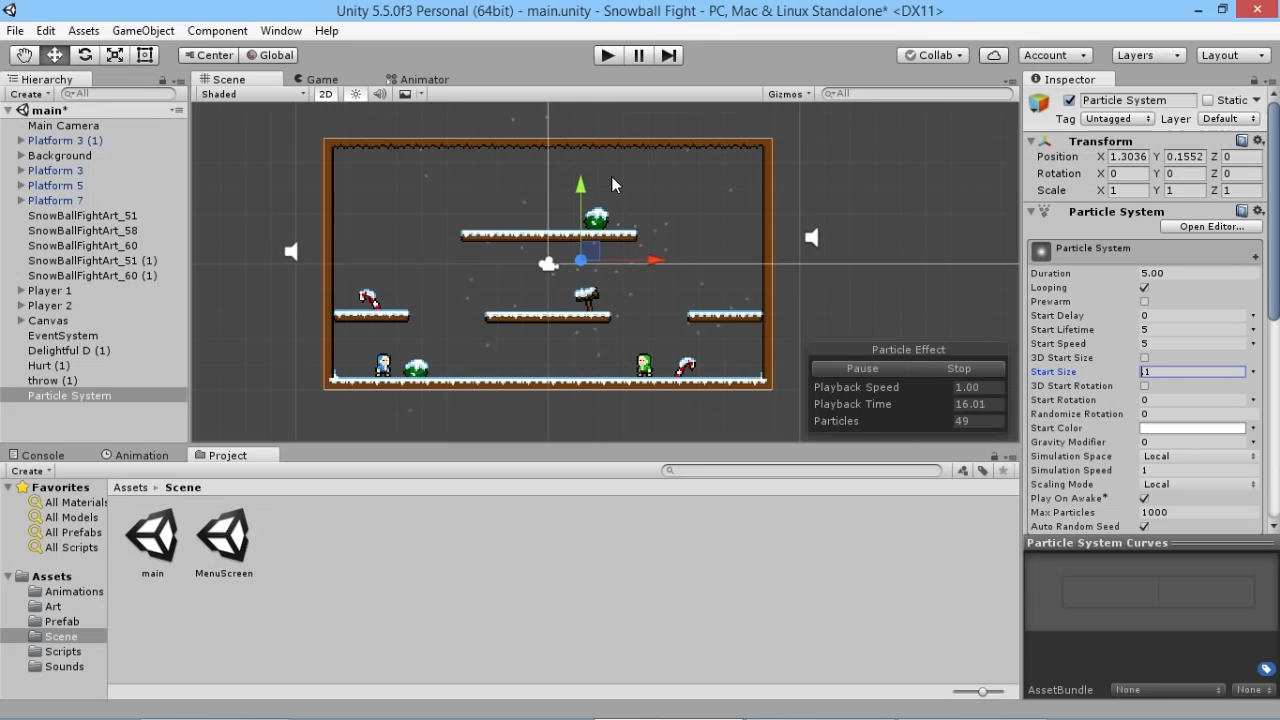 Unity 5.5.0f3 Personal (64bit) - main.unity - Snowball Fight - PC, Mac & Linux Standalone* <DX11>
File Edit Assets GameObject Component Window Help
Center Global Collab Account Layers Layout
Hierarchy Scene Game Animator Inspector
Create All Shaded 2D Gizmos All
main*
Main Camera
Platform 3 (1)
Background
Platform 3
Platform 5
Platform 7
SnowBallFightArt_51
SnowBallFightArt_58
SnowBallFightArt_60
SnowBallFightArt_51 (1)
SnowBallFightArt_60 (1)
Player 1
Player 2
Canvas
EventSystem
Delightful D (1)
Hurt (1)
throw (1)
Particle System
Particle Effect
Pause Stop
Playback Speed 1.00
Playback Time 16.01
Particles 49
Particle System Static
Tag Untagged Layer Default
Transform
Position X 1.3036 Y 0.1552 Z 0
Rotation X 0 Y 0 Z 0
Scale X 1 Y 1 Z 1
Particle System
Open Editor...
Particle System
Duration 5.00
Looping
Prewarm
Start Delay 0
Start Lifetime 5
Start Speed 5
3D Start Size
Start Size .1
3D Start Rotation
Start Rotation 0
Randomize Rotation 0
Start Color
Gravity Modifier 0
Simulation Space Local
Simulation Speed 1
Scaling Mode Local
Play On Awake*
Max Particles 1000
Auto Random Seed
Particle System Curves
AssetBundle None None
Console Animation Project
Create
Favorites
All Materials
All Models
All Prefabs
All Scripts
Assets
Animations
Art
Prefab
Scene
Scripts
Sounds
Assets Scene
main MenuScreen